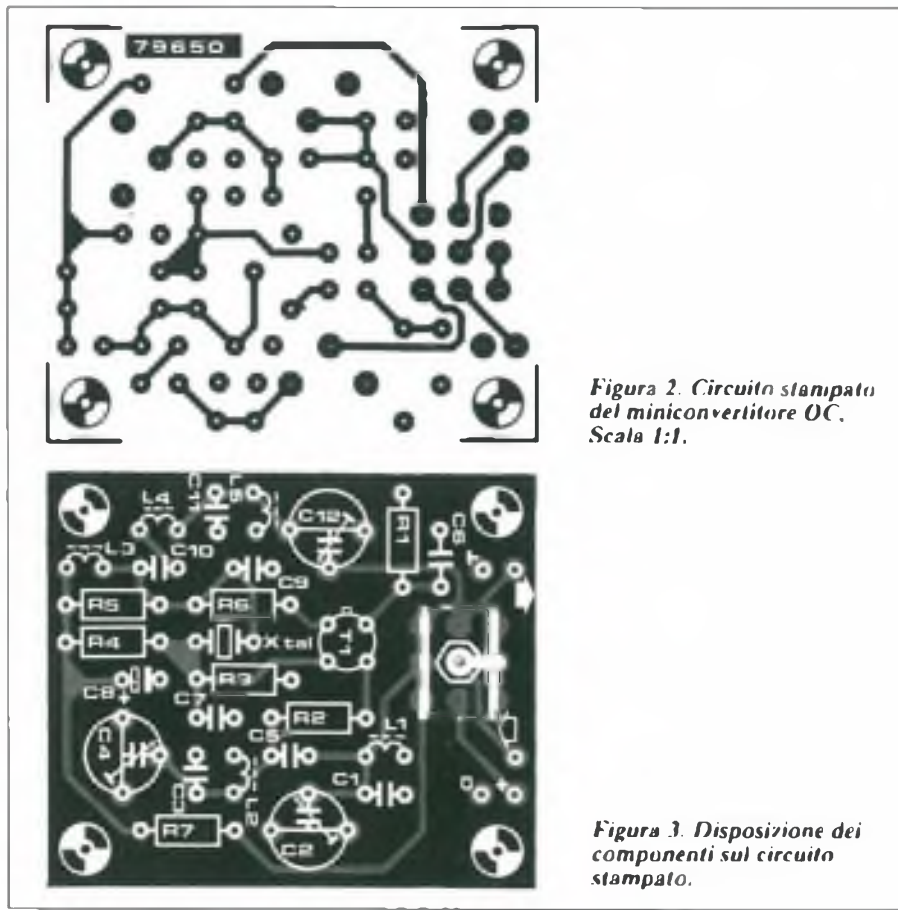 79650
Figura 2. Circuito stampato
del miniconvertitore OC.
Scala 1:1.
L4
C11
L5
C12
R1
C6
L3
C10
C9
R5
R6
R4
Xtal
T1
C8
+
R3
C7
R2
C4
C5
L1
C3
L2
C1
0
+
R7
C2
Figura 3. Disposizione dei
componenti sul circuito
stampato.